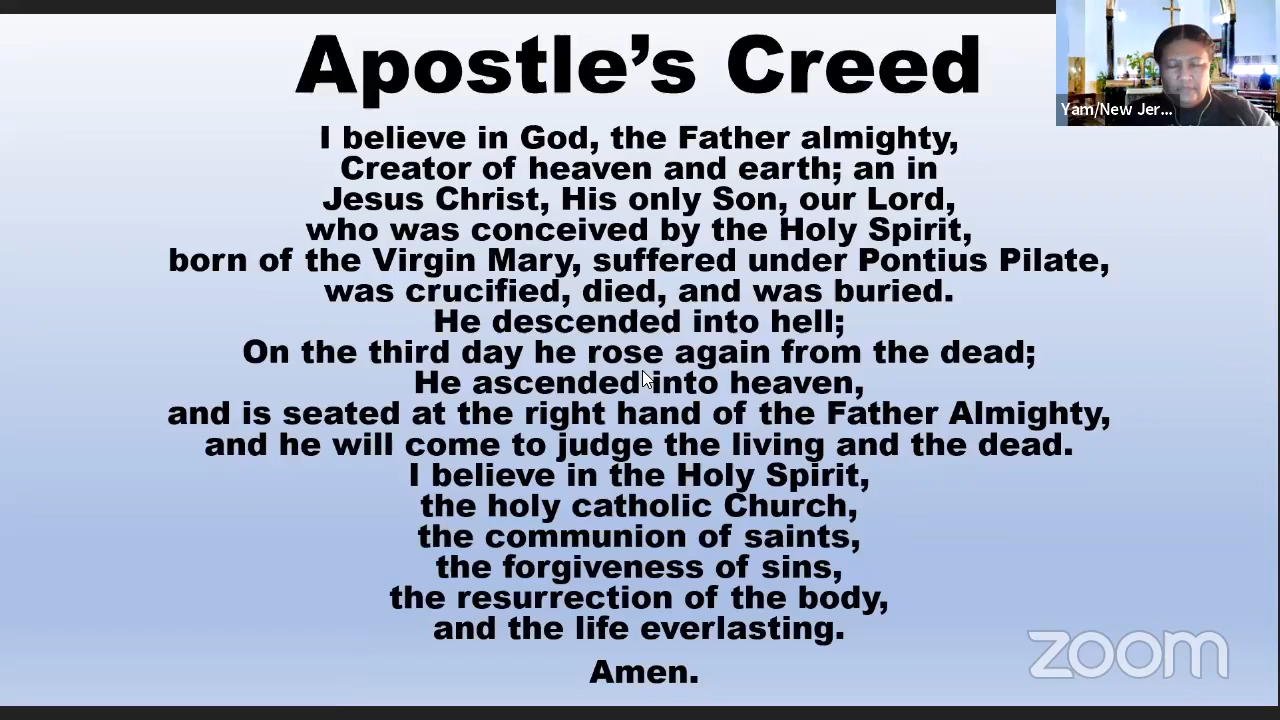 Apostle’s Creed
Yam/New Jer...
I believe in God, the Father almighty,
Creator of heaven and earth; an in
Jesus Christ, His only Son, our Lord,
who was conceived by the Holy Spirit,
born of the Virgin Mary, suffered under Pontius Pilate,
was crucified, died, and was buried.
He descended into hell;
On the third day he rose again from the dead;
He ascended into heaven,
and is seated at the right hand of the Father Almighty,
and he will come to judge the living and the dead.
I believe in the Holy Spirit,
the holy catholic Church,
the communion of saints,
the forgiveness of sins,
the resurrection of the body,
and the life everlasting.
Amen.
zoom